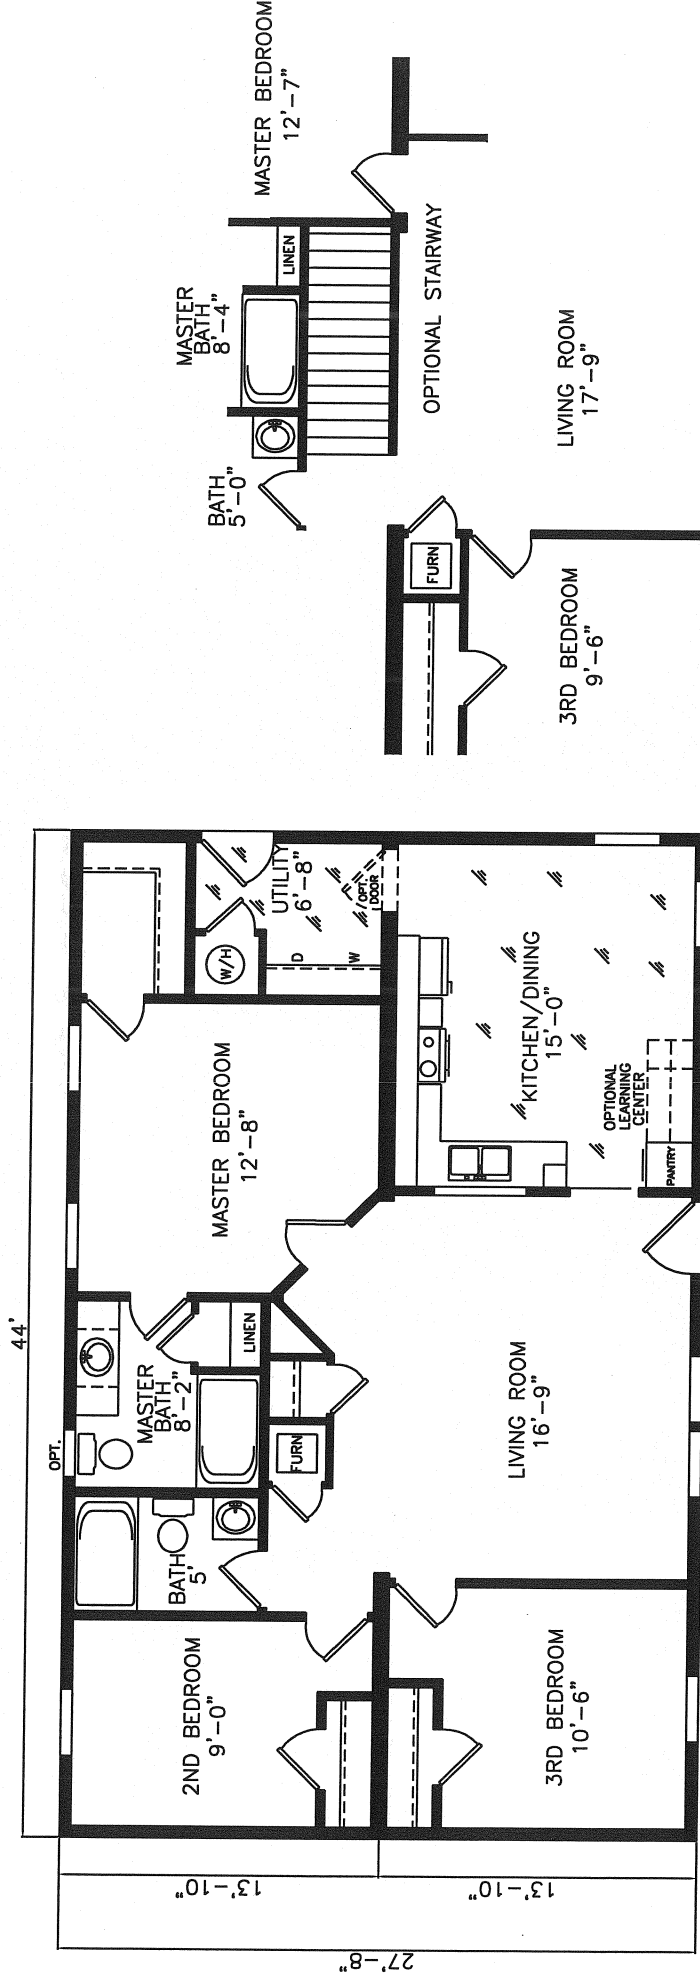 MASTER BEDROOM
12'-7"
LINEN
MASTER
BATH
8'-4"
OPTIONAL STAIRWAY
BATH
5'-0"
LIVING ROOM
17'-9"
FURN
3RD BEDROOM
9'-6"
44'
UTILITY
6'-8"
OPT.
DOOR
W/H
D
W
MASTER BEDROOM
12'-8"
KITCHEN/DINING
15'-0"
OPTIONAL
LEARNING
CENTER
PANTRY
LINEN
MASTER
BATH
8'-2"
OPT.
FURN
LIVING ROOM
16'-9"
BATH
5'
2ND BEDROOM
9'-0"
3RD BEDROOM
10'-6"
13'-10"
13'-10"
27'-8"